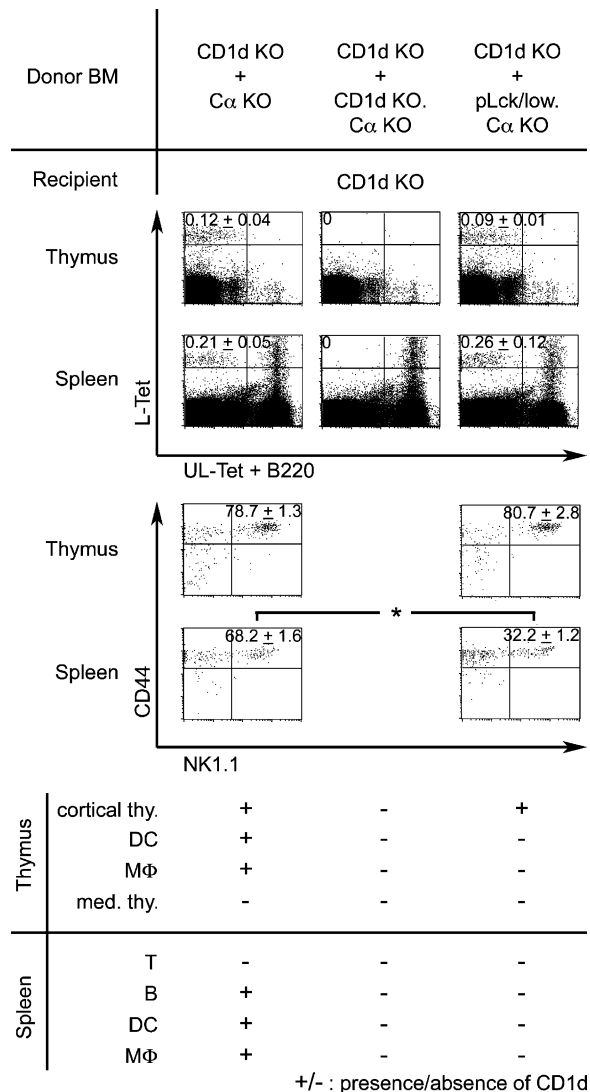 Donor BM
CD1d KO + Cα KO
CD1d KO + CD1d KO. Cα KO
CD1d KO + pLck/low. Cα KO
Recipient CD1d KO
Thymus 0.12 ± 0.04 0 0.09 ± 0.01
Spleen 0.21 ± 0.05 0 0.26 ± 0.12
L-Tet
UL-Tet + B220
Thymus 78.7 ± 1.3 80.7 ± 2.8
*
Spleen 68.2 ± 1.6 32.2 ± 1.2
CD44
NK1.1
Thymus
cortical thy. + - +
DC + - -
MΦ + - -
med. thy. - - -
Spleen
T - - -
B + - -
DC + - -
MΦ + - -
+/- : presence/absence of CD1d